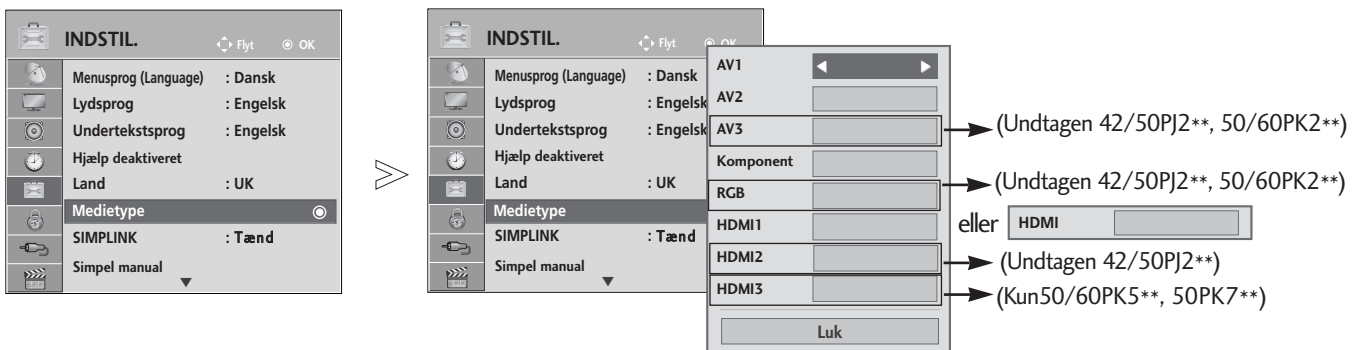 INDSTIL.
Flyt OK
Menusprog (Language) : Dansk
Lydsprog : Engelsk
Undertekstsprog : Engelsk
Hjælp deaktiveret
Land : UK
Medietype
SIMPLINK : Tænd
Simpel manual
INDSTIL.
Flyt OK
Menusprog (Language) : Dansk
Lydsprog : Engelsk
Undertekstsprog : Engelsk
Hjælp deaktiveret
Land : UK
Medietype
SIMPLINK : Tænd
Simpel manual
AV1
AV2
AV3
Komponent
RGB
HDMI1
HDMI2
HDMI3
Luk
(Undtagen 42/50PJ2**, 50/60PK2**)
(Undtagen 42/50PJ2**, 50/60PK2**)
eller HDMI
(Undtagen 42/50PJ2**)
(Kun50/60PK5**, 50PK7**)